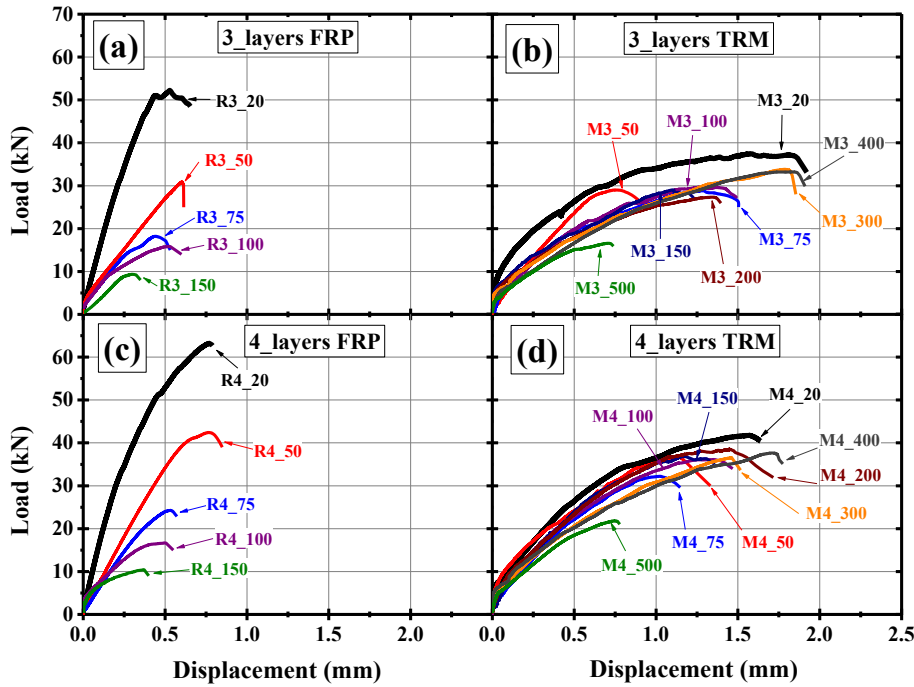 (a)
3_layers FRP
R3_20
R3_50
R3_75
R3_100
R3_150
70
60
50
40
30
20
10
0
Load (kN)
(b)
3_layers TRM
M3_20
M3_100
M3_50
M3_400
M3_300
M3_75
M3_150
M3_200
M3_500
(c)
4_layers FRP
R4_20
R4_50
R4_75
R4_100
R4_150
60
50
40
30
20
10
0
Load (kN)
0.0 0.5 1.0 1.5 2.0
Displacement (mm)
(d)
4_layers TRM
M4_20
M4_150
M4_100
M4_400
M4_200
M4_300
M4_50
M4_75
M4_500
0.0 0.5 1.0 1.5 2.0 2.5
Displacement (mm)